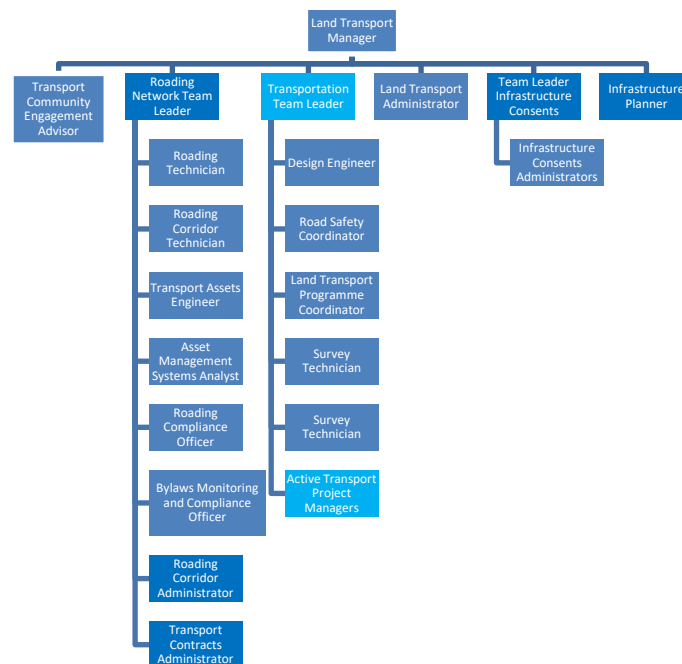 Land Transport
Manager
Transport
Community
Engagement
Advisor
Roading
Network Team
Leader
Transportation
Team Leader
Land Transport
Administrator
Team Leader
Infrastructure
Consents
Infrastructure
Planner
Roading
Technician
Roading
Corridor
Technician
Transport Assets
Engineer
Asset
Management
Systems Analyst
Roading
Compliance
Officer
Bylaws Monitoring
and Compliance
Officer
Roading
Corridor
Administrator
Transport
Contracts
Administrator
Design Engineer
Road Safety
Coordinator
Land Transport
Programme
Coordinator
Survey
Technician
Survey
Technician
Active Transport
Project
Managers
Infrastructure
Consents
Administrators